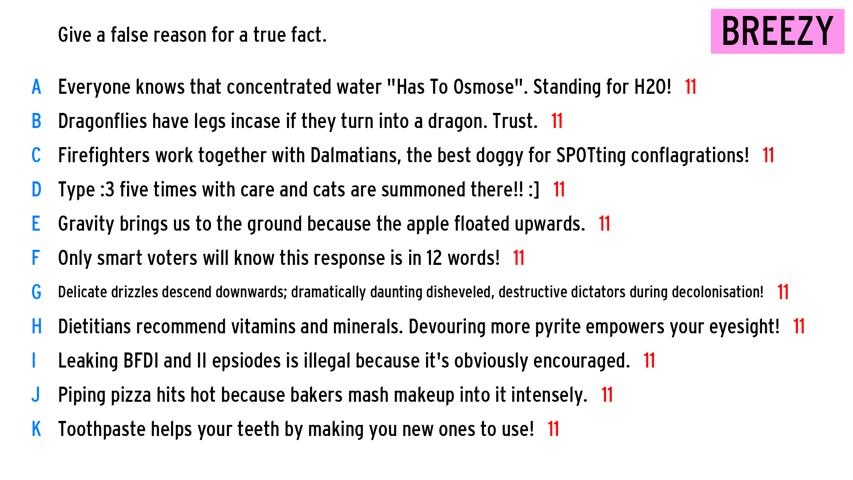 Give a false reason for a true fact.
BREEZY
A Everyone knows that concentrated water "Has To Osmose". Standing for H2O! 11
B Dragonflies have legs incase if they turn into a dragon. Trust. 11
C Firefighters work together with Dalmatians, the best doggy for SPOTting conflagrations! 11
D Type :3 five times with care and cats are summoned there!! :] 11
E Gravity brings us to the ground because the apple floated upwards. 11
F Only smart voters will know this response is in 12 words! 11
G Delicate drizzles descend downwards; dramatically daunting disheveled, destructive dictators during decolonisation! 11
H Dietitians recommend vitamins and minerals. Devouring more pyrite empowers your eyesight! 11
I Leaking BFDI and II epsiodes is illegal because it's obviously encouraged. 11
J Piping pizza hits hot because bakers mash makeup into it intensely. 11
K Toothpaste helps your teeth by making you new ones to use! 11